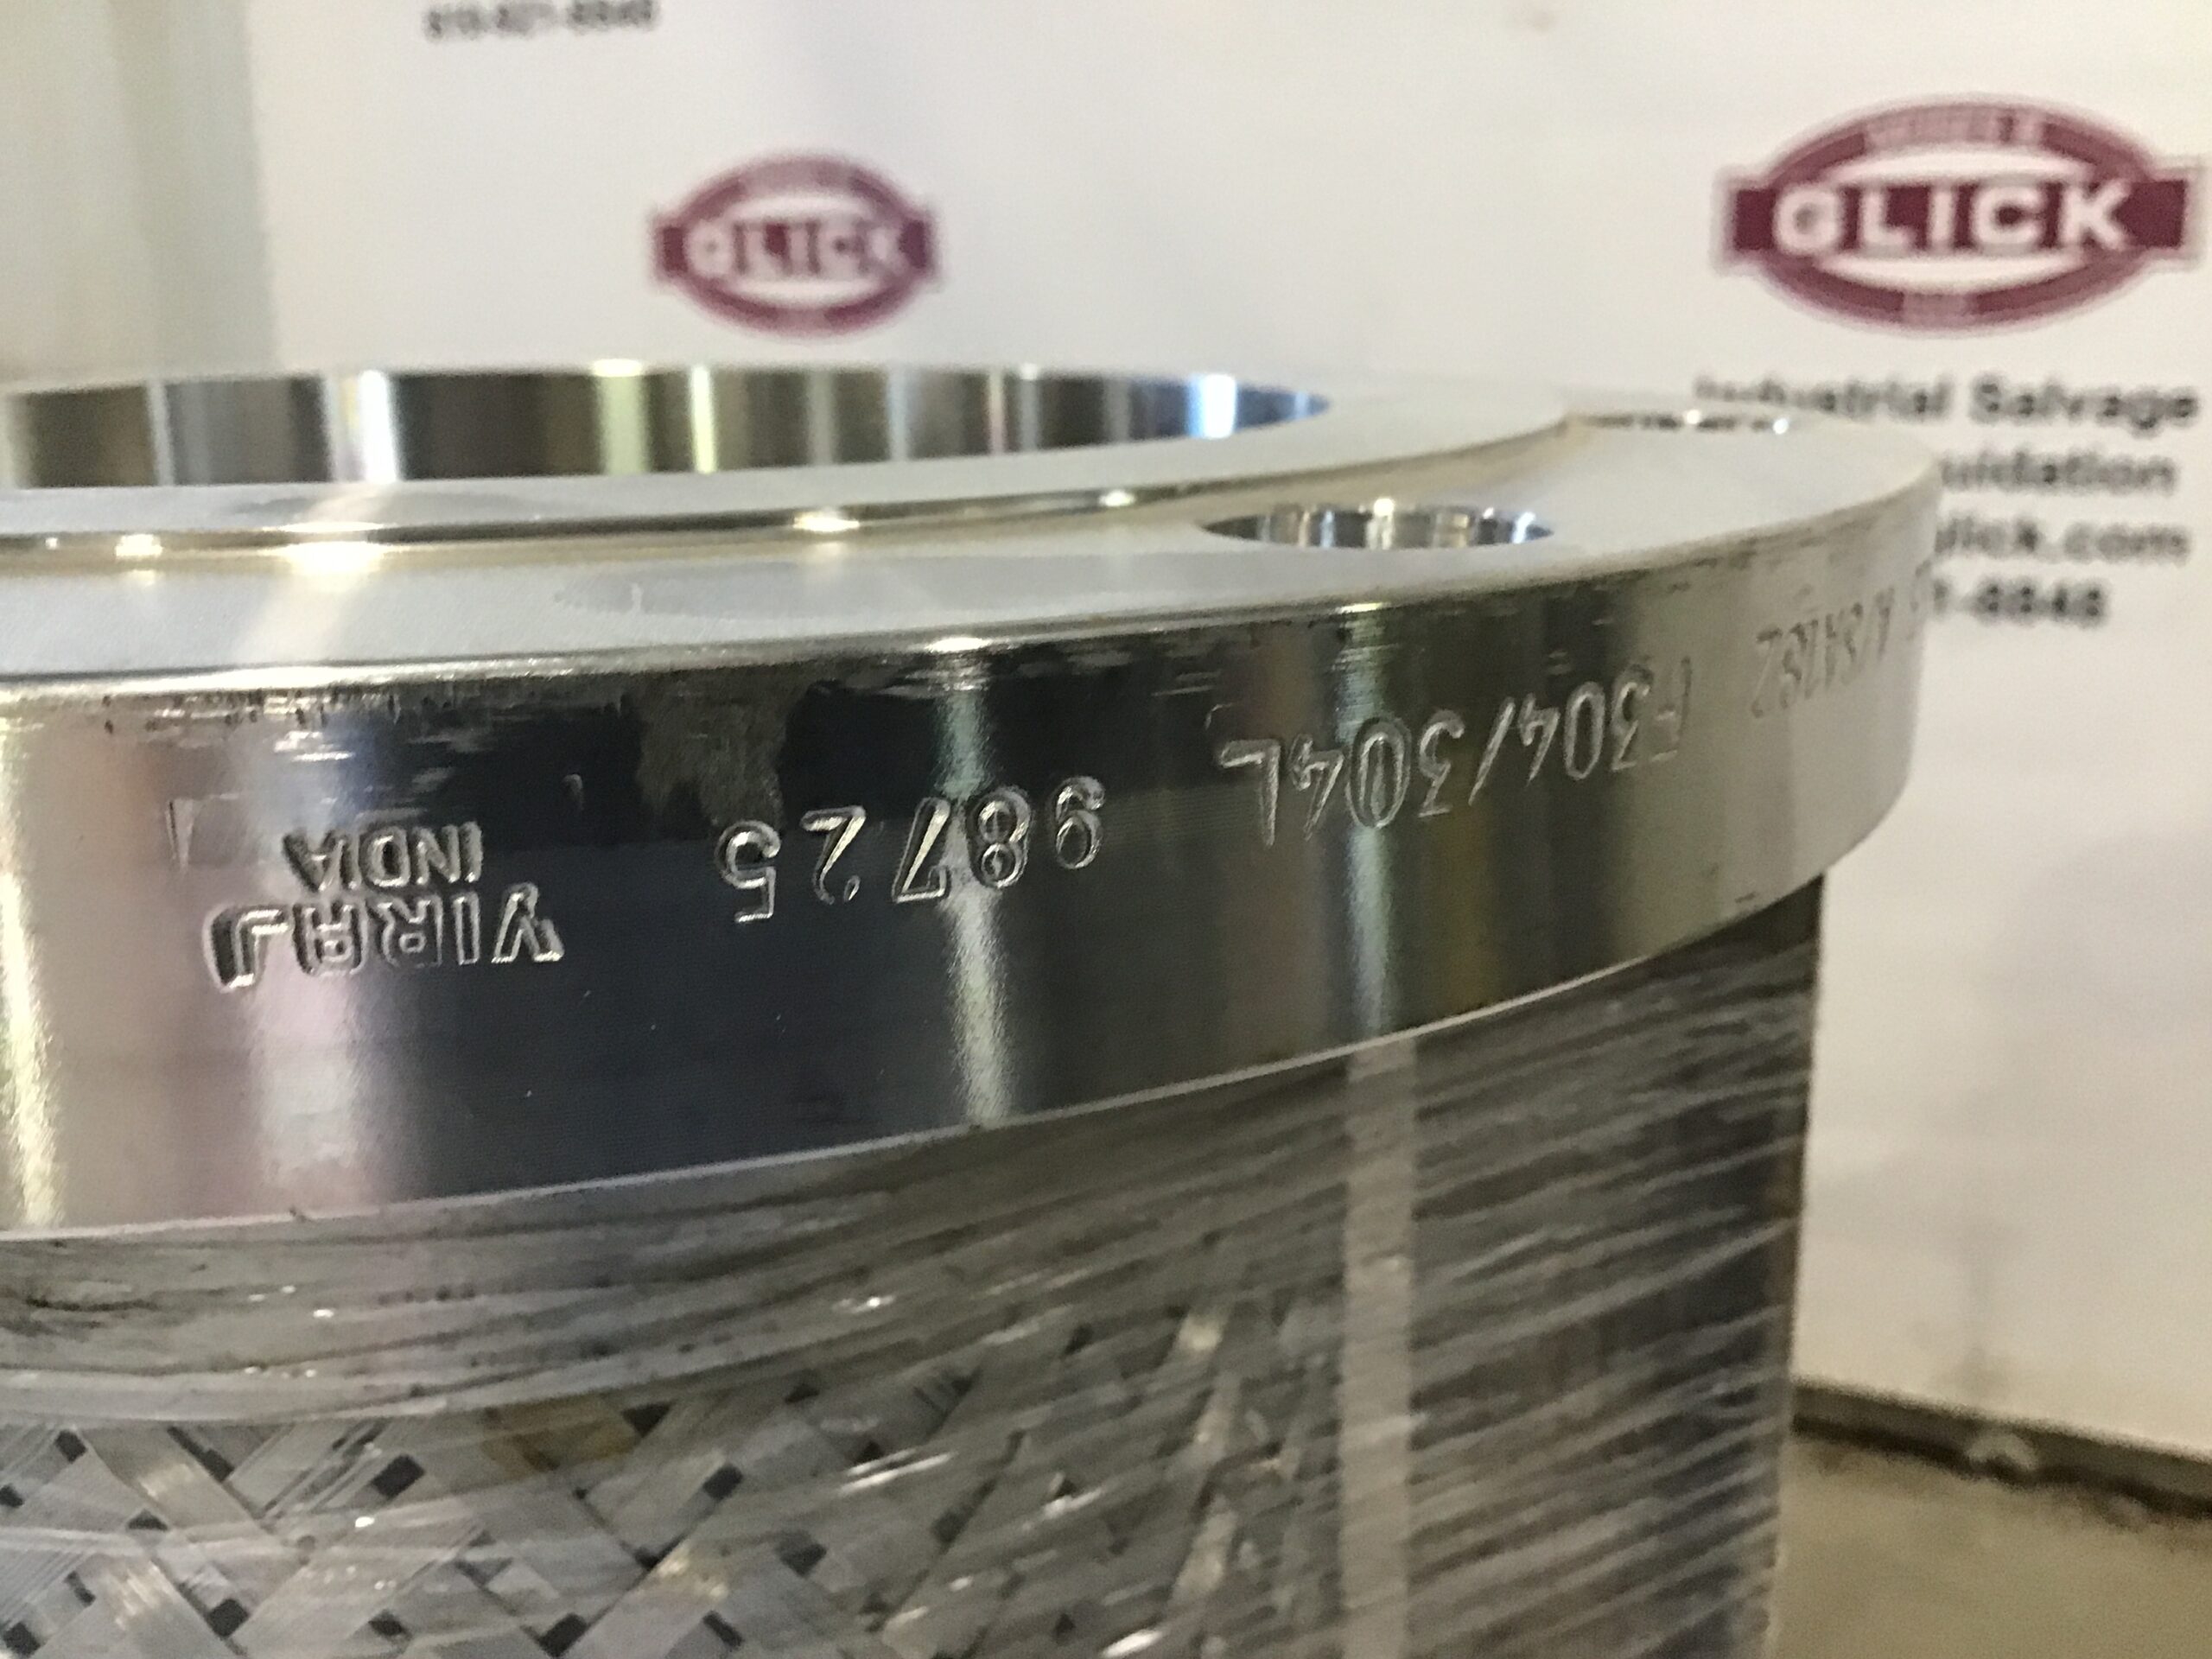 GLICK
GLICK
Industrial Salvage
glick.com
A/SA182 F304/304L 98725 VIRAJ
INDIA